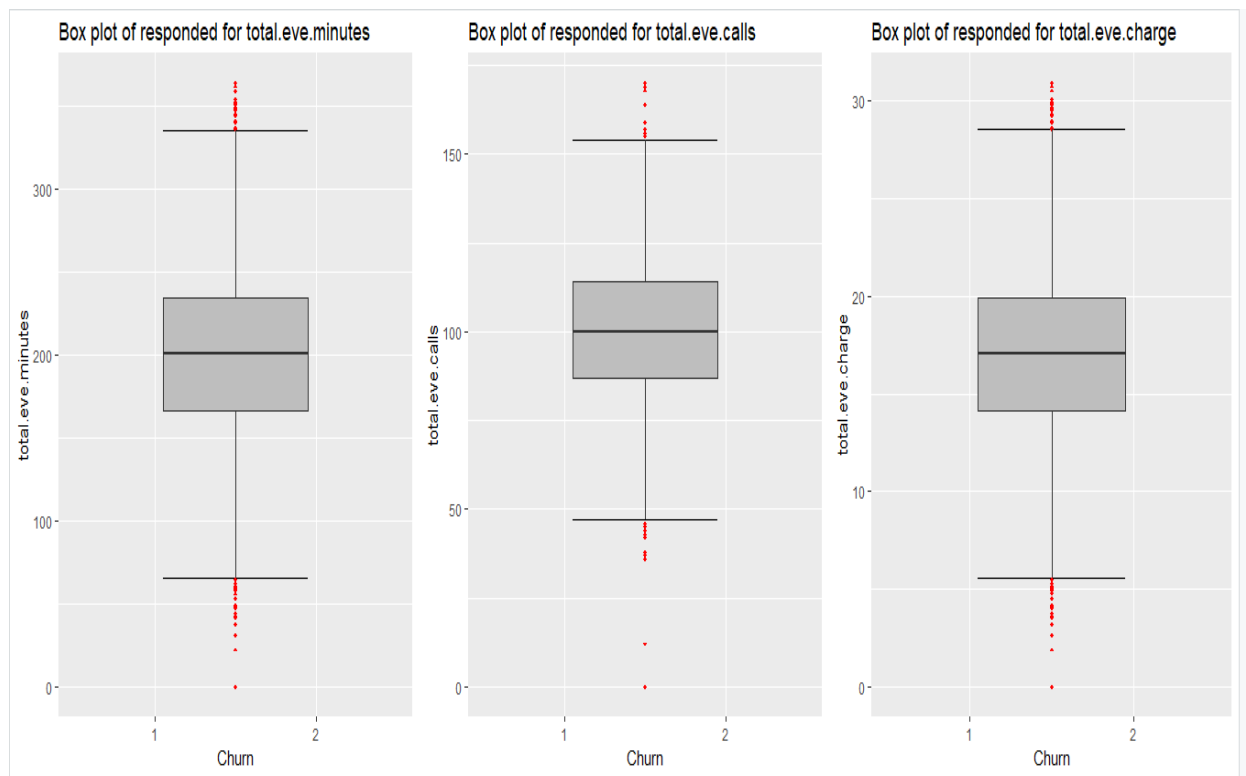 Box plot of responded for total.eve.minutes
total.eve.minutes
300
200
100
0
1
2
Churn
Box plot of responded for total.eve.calls
total.eve.calls
150
100
50
0
1
2
Churn
Box plot of responded for total.eve.charge
total.eve.charge
30
20
10
0
1
2
Churn